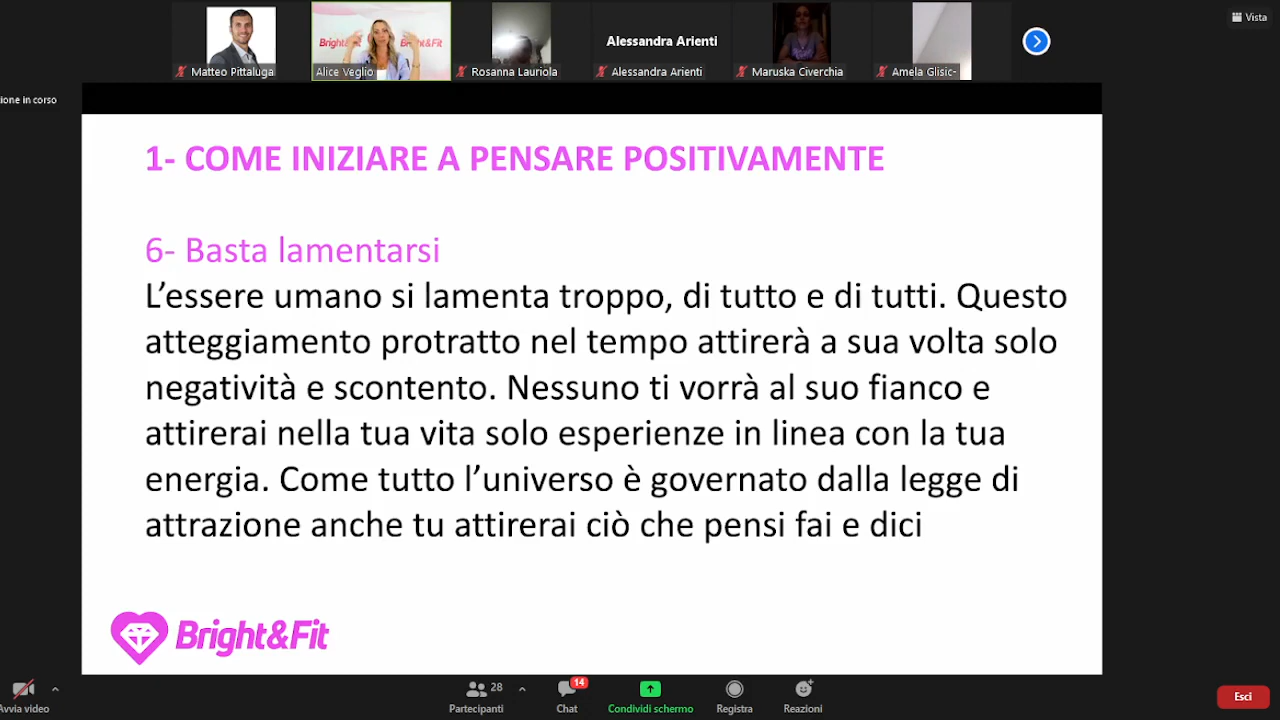 Vista
Bright&Fit
Alessandra Arienti
Matteo Pittaluga
Alice Veglio
Rosanna Lauriola
Alessandra Arienti
Maruska Civerchia
Amela Glisic-
ione in corso
1- COME INIZIARE A PENSARE POSITIVAMENTE
6- Basta lamentarsi
L’essere umano si lamenta troppo, di tutto e di tutti. Questo
atteggiamento protratto nel tempo attirerà a sua volta solo
negatività e scontento. Nessuno ti vorrà al suo fianco e
attirerai nella tua vita solo esperienze in linea con la tua
energia. Come tutto l’universo è governato dalla legge di
attrazione anche tu attirerai ciò che pensi fai e dici
Bright&Fit
28
14
Avvia video
Partecipanti
Chat
Condividi schermo
Registra
Reazioni
Esci